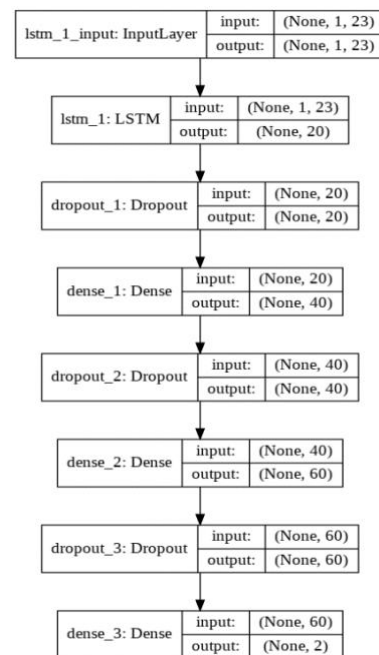 lstm_1_input: InputLayer input: (None, 1, 23)
output: (None, 1, 23)
lstm_1: LSTM input: (None, 1, 23)
output: (None, 20)
dropout_1: Dropout input: (None, 20)
output: (None, 20)
dense_1: Dense input: (None, 20)
output: (None, 40)
dropout_2: Dropout input: (None, 40)
output: (None, 40)
dense_2: Dense input: (None, 40)
output: (None, 60)
dropout_3: Dropout input: (None, 60)
output: (None, 60)
dense_3: Dense input: (None, 60)
output: (None, 2)